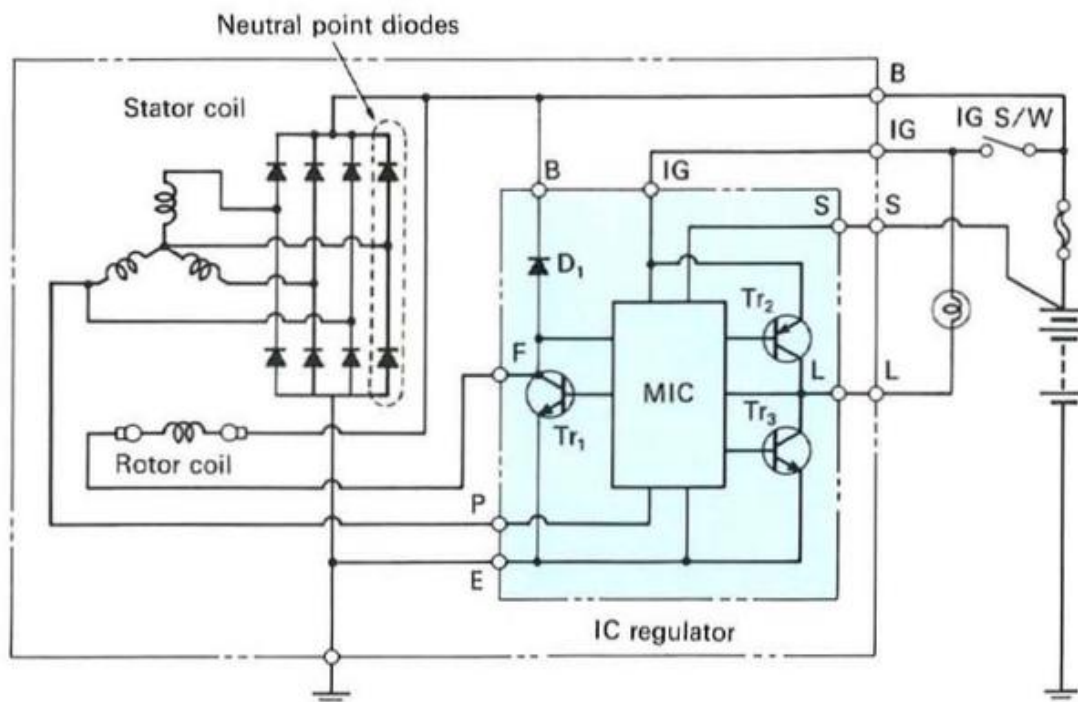 Neutral point diodes
B
Stator coil
IG
IG S/W
B
IG
S
S
D1
Tr2
F
MIC
L
L
Tr3
Tr1
Rotor coil
P
E
IC regulator